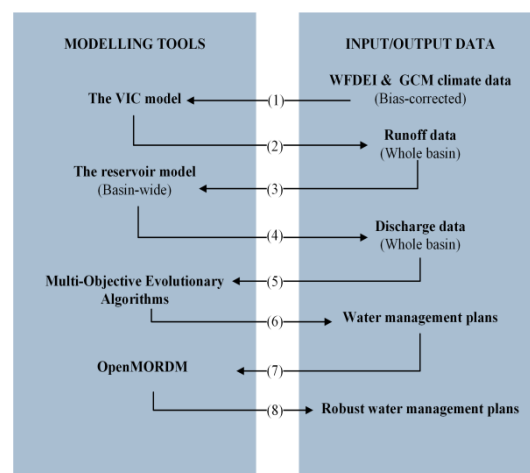 MODELLING TOOLS
INPUT/OUTPUT DATA
WFDEI & GCM climate data
(Bias-corrected)
The VIC model
(1)
(2)
Runoff data
(Whole basin)
The reservoir model
(Basin-wide)
(3)
(4)
Discharge data
(Whole basin)
Multi-Objective Evolutionary
Algorithms
(5)
(6)
Water management plans
OpenMORDM
(7)
(8)
Robust water management plans